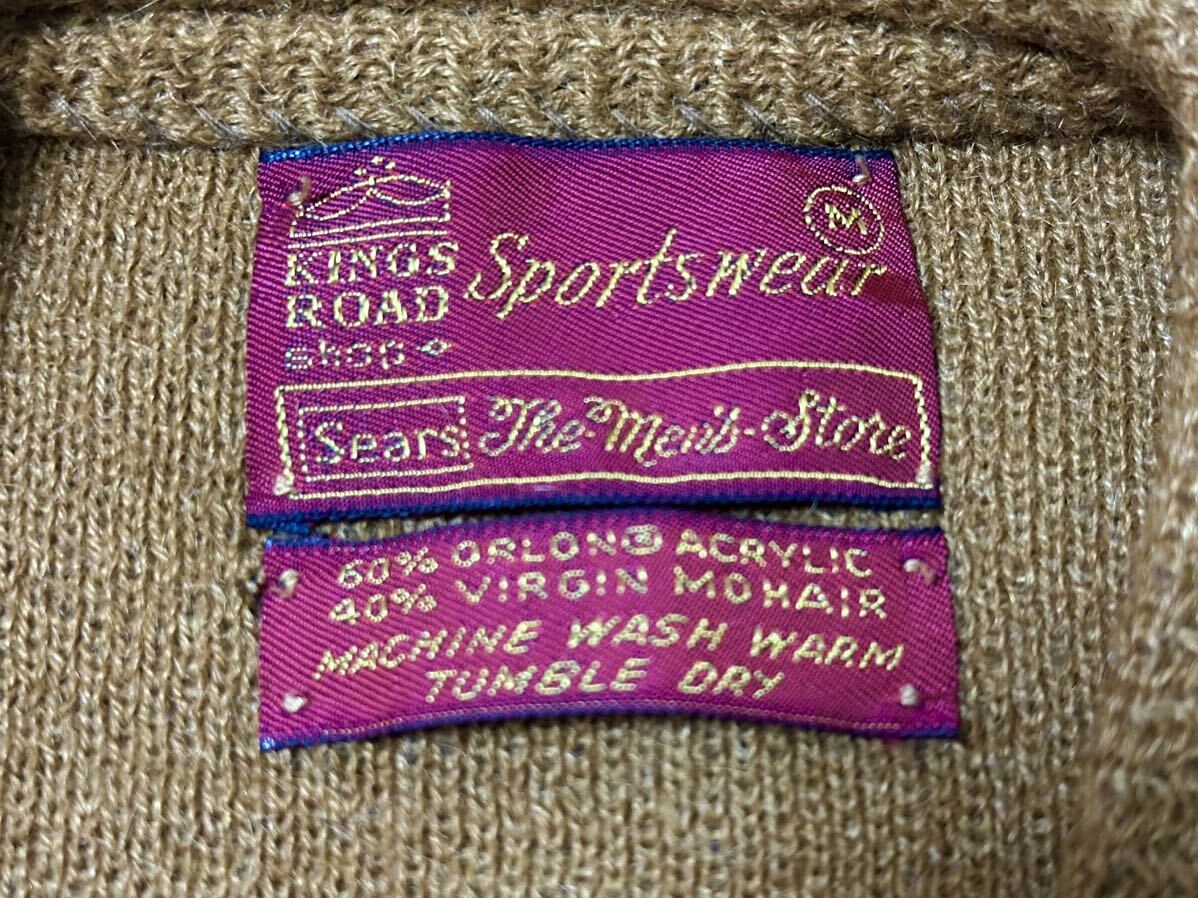 M
KINGS
ROAD
shop
Sportswear
Sears The Men's Store
60% ORLON® ACRYLIC
40% VIRGIN MOHAIR
MACHINE WASH WARM
TUMBLE DRY